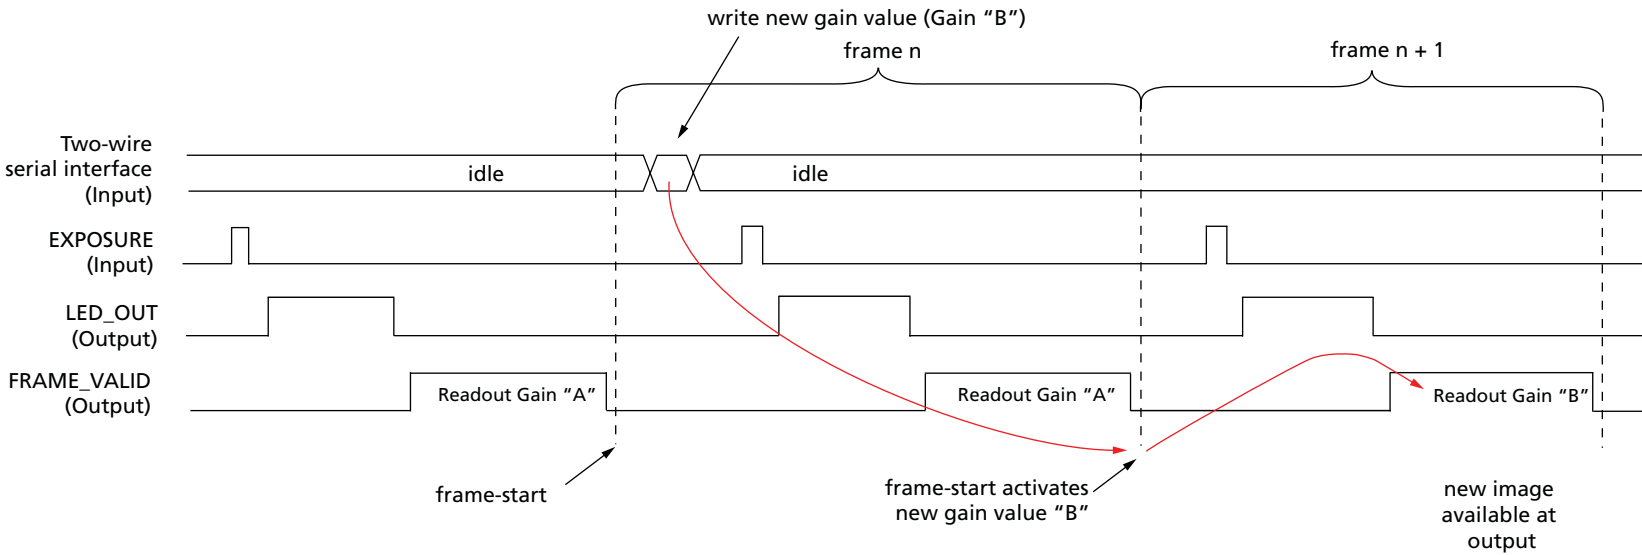 write new gain value (Gain “B”)
frame n
frame n + 1
Two-wire
serial interface
(Input)
idle
idle
EXPOSURE
(Input)
LED_OUT
(Output)
FRAME_VALID
(Output)
Readout Gain “A”
Readout Gain “A”
Readout Gain “B”
frame-start
frame-start activates
new gain value “B”
new image
available at
output